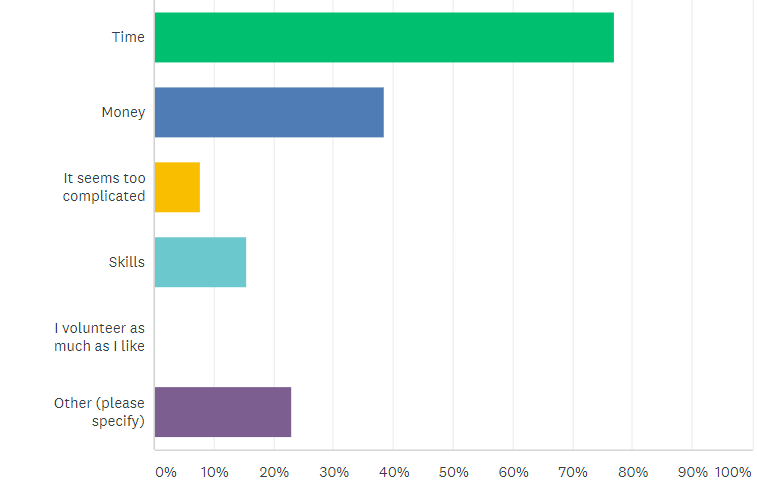 Time
Money
It seems too
complicated
Skills
I volunteer as
much as I like
Other (please
specify)
0% 10% 20% 30% 40% 50% 60% 70% 80% 90% 100%